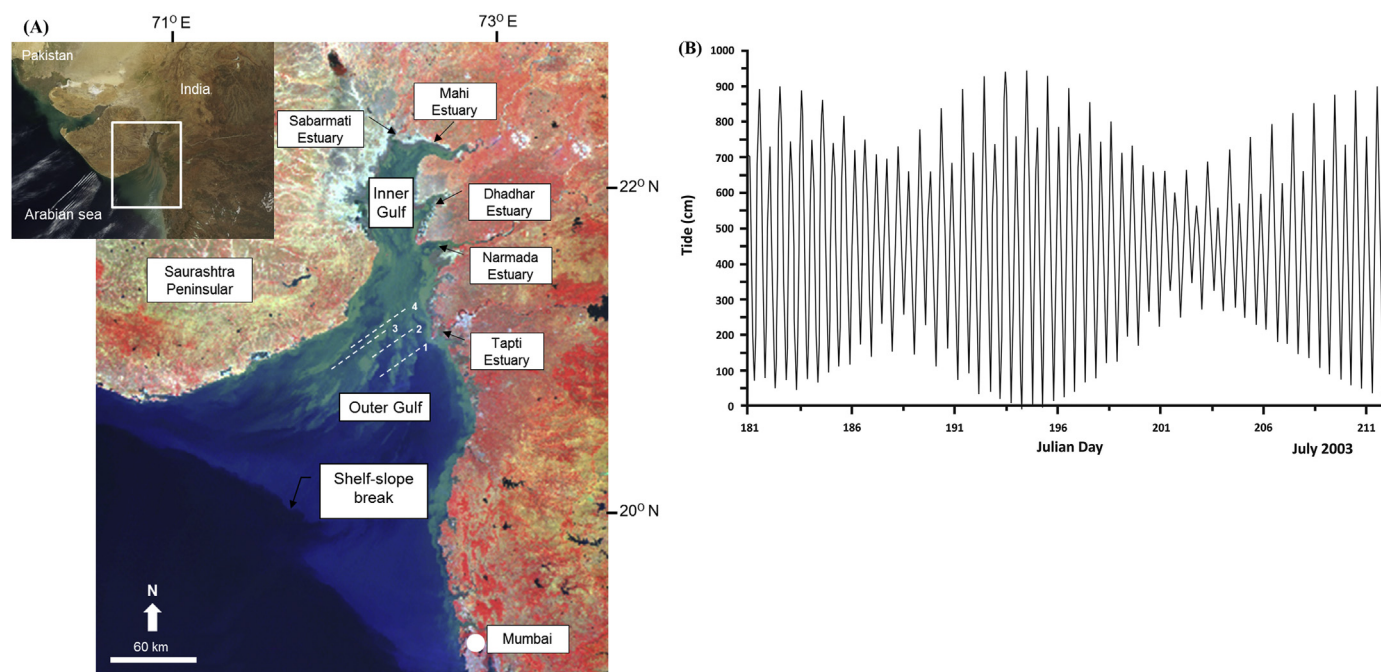 (A)
71° E
73° E
Pakistan
India
Arabian sea
Mahi
Estuary
Sabarmati
Estuary
Inner
Gulf
Dhadhar
Estuary
22° N
Narmada
Estuary
Saurashtra
Peninsular
4
3
2
1
Tapti
Estuary
Outer Gulf
Shelf-slope
break
20° N
N
60 km
Mumbai
(B)
1000
900
800
700
600
500
400
300
200
100
0
Tide (cm)
181
186
191
196
201
206
211
Julian Day
July 2003